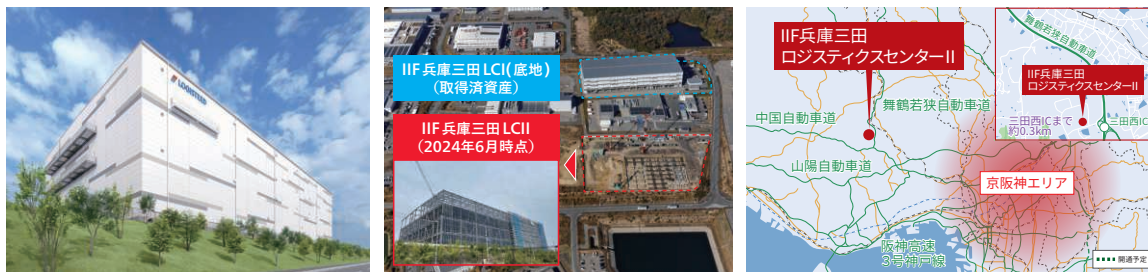 LOGISTEED
IIF兵庫三田LCI(底地)
(取得済資産)
IIF兵庫三田LCII
(2024年6月時点)
IIF兵庫三田
ロジスティクスセンターII
中国自動車道
舞鶴若狭自動車道
山陽自動車道
京阪神エリア
阪神高速
3号神戸線
舞鶴若狭自動車道
IIF兵庫三田
ロジスティクスセンターII
三田西ICまで
約0.3km
三田西IC
開通予定